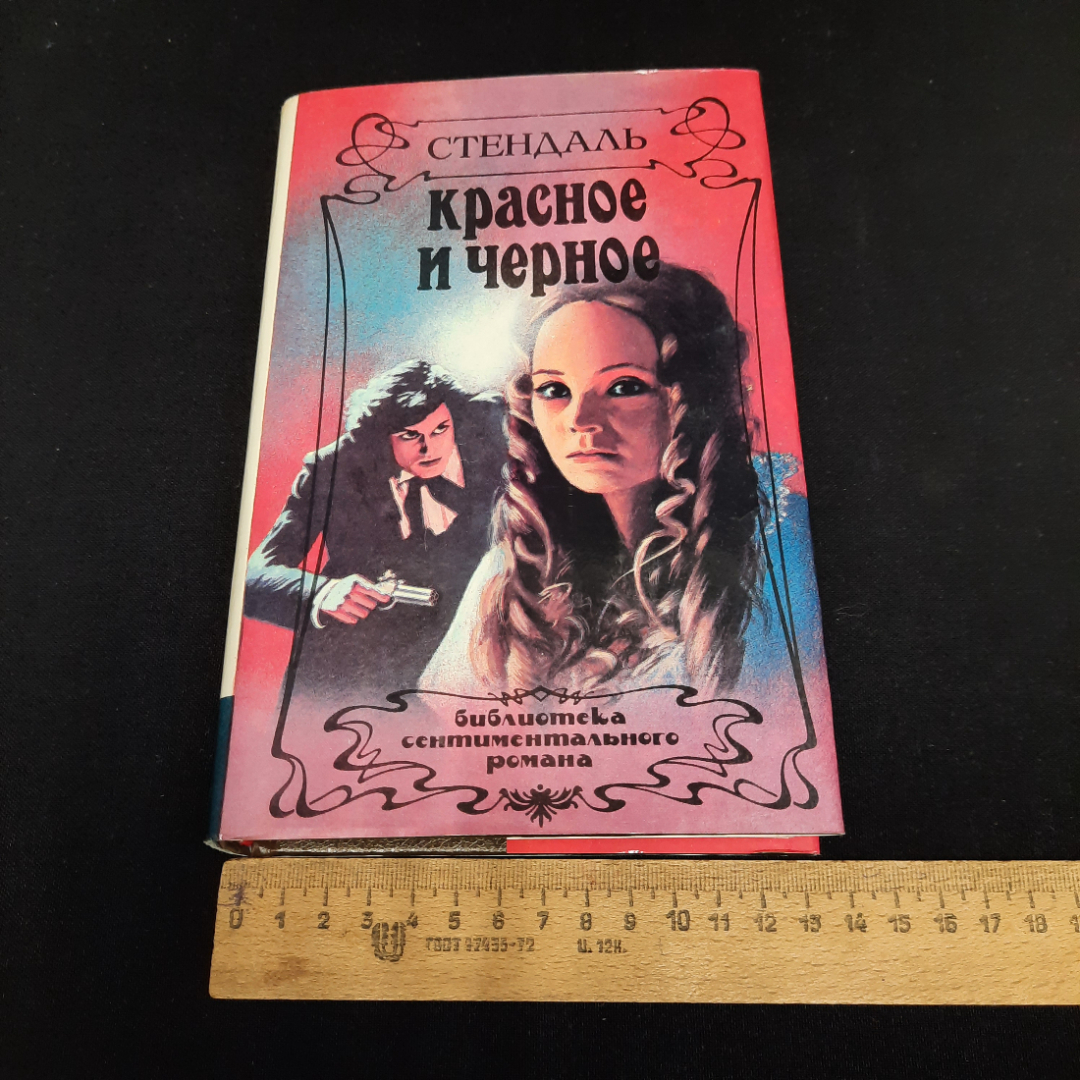 СТЕНДАЛЬ
красное
и черное
библиотека
сентиментального
романа
0 1 2 3 4 5 6 7 8 9 10 11 12 13 14 15 16 17 18
ГОСТ 17435-72 Ц. 12К.